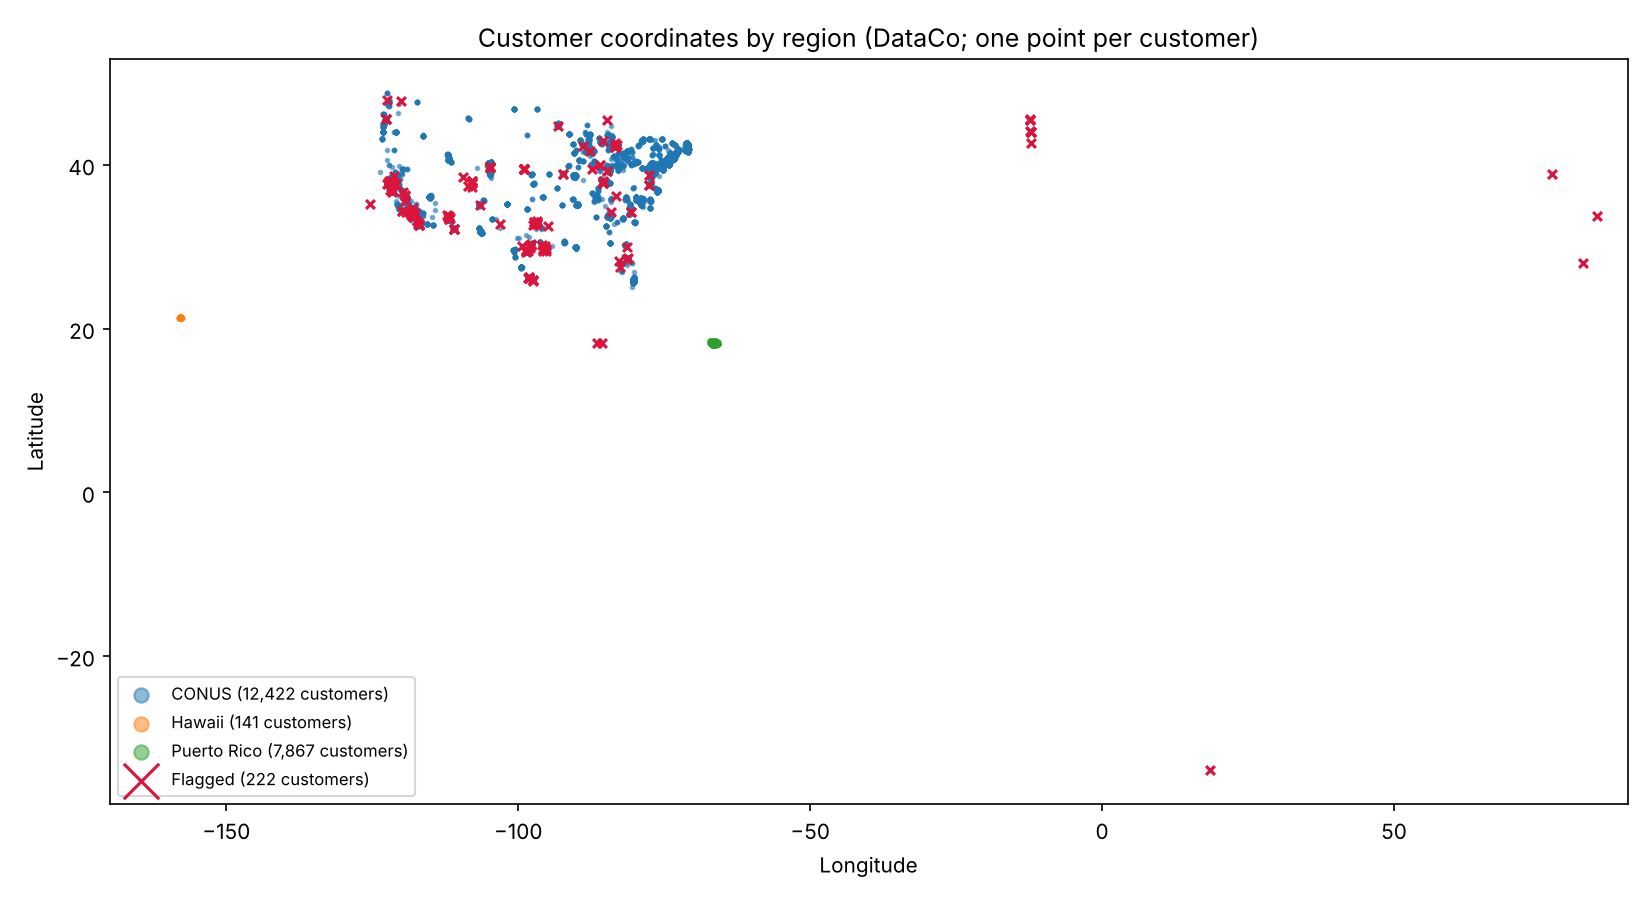 Customer coordinates by region (DataCo; one point per customer)
Latitude
40
20
0
−20
CONUS (12,422 customers)
Hawaii (141 customers)
Puerto Rico (7,867 customers)
Flagged (222 customers)
−150
−100
−50
0
50
Longitude